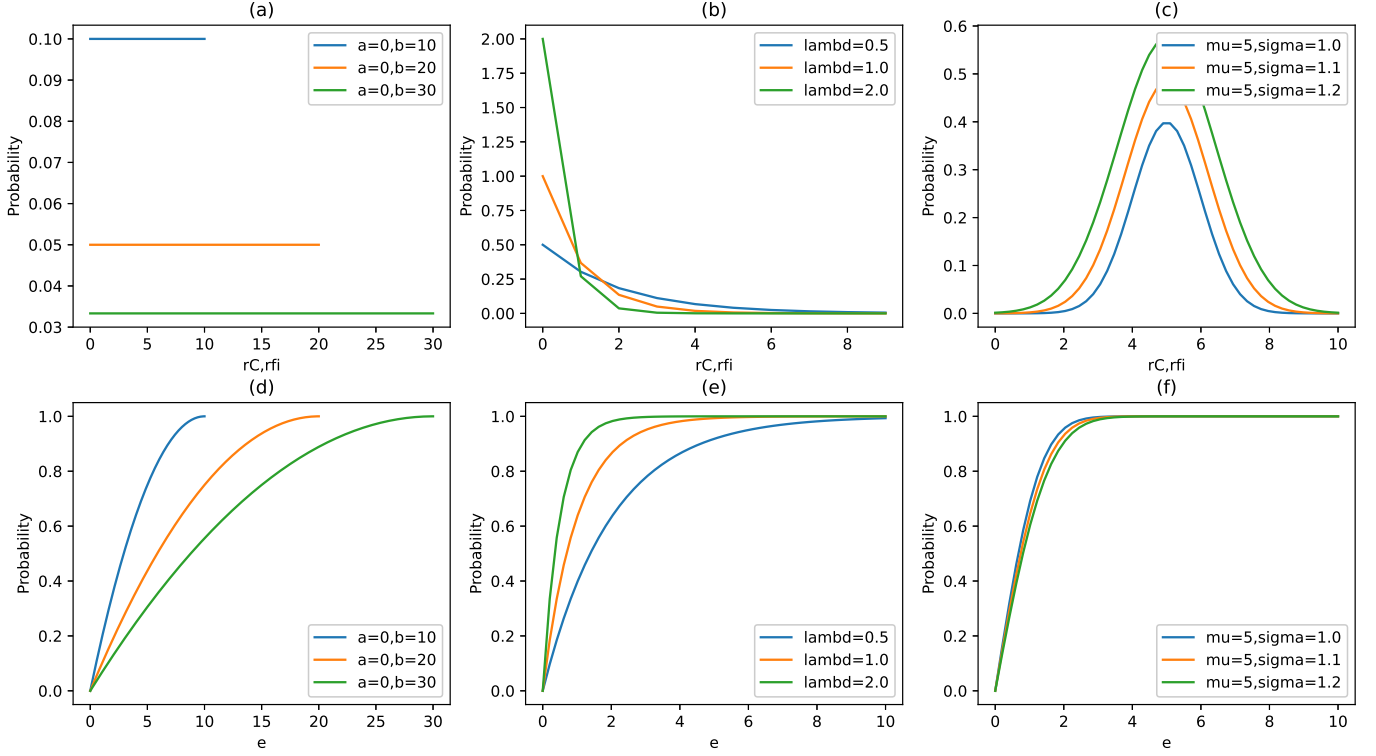 (a)
0.10
0.09
0.08
0.07
0.06
0.05
0.04
0.03
Probability
a=0,b=10
a=0,b=20
a=0,b=30
0 5 10 15 20 25 30
rC,rfi
(b)
2.00
1.75
1.50
1.25
1.00
0.75
0.50
0.25
0.00
Probability
lambd=0.5
lambd=1.0
lambd=2.0
0 2 4 6 8
rC,rfi
(c)
0.6
0.5
0.4
0.3
0.2
0.1
0.0
Probability
mu=5,sigma=1.0
mu=5,sigma=1.1
mu=5,sigma=1.2
0 2 4 6 8 10
rC,rfi
(d)
1.0
0.8
0.6
0.4
0.2
0.0
Probability
a=0,b=10
a=0,b=20
a=0,b=30
0 5 10 15 20 25 30
e
(e)
1.0
0.8
0.6
0.4
0.2
0.0
Probability
lambd=0.5
lambd=1.0
lambd=2.0
0 2 4 6 8 10
e
(f)
1.0
0.8
0.6
0.4
0.2
0.0
Probability
mu=5,sigma=1.0
mu=5,sigma=1.1
mu=5,sigma=1.2
0 2 4 6 8 10
e